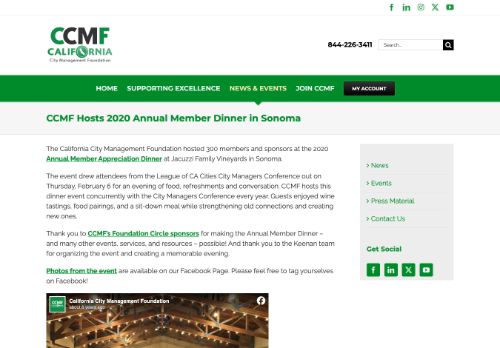 CCMF
CALIFORNIA
City Management Foundation
844-226-3411
Search...
HOME SUPPORTING EXCELLENCE NEWS & EVENTS JOIN CCMF MY ACCOUNT
CCMF Hosts 2020 Annual Member Dinner in Sonoma
The California City Management Foundation hosted 300 members and sponsors at the 2020
Annual Member Appreciation Dinner at Jacuzzi Family Vineyards in Sonoma.
The event drew attendees from the League of CA Cities City Managers Conference out on
Thursday, February 6 for an evening of food, refreshments and conversation. CCMF hosts this
dinner event concurrently with the City Managers Conference every year. Guests enjoyed wine
tastings, food pairings, and a sit-down meal while strengthening old connections and creating
new ones.
Thank you to CCMF's Foundation Circle sponsors for making the Annual Member Dinner –
and many other events, services, and resources – possible! And thank you to the Keenan team
for organizing the event and creating a memorable evening.
Photos from the event are available on our Facebook Page. Please feel free to tag yourselves
on Facebook!
> News
> Events
> Press Material
> Contact Us
Get Social
CCMF
California City Management Foundation
about 6 years ago